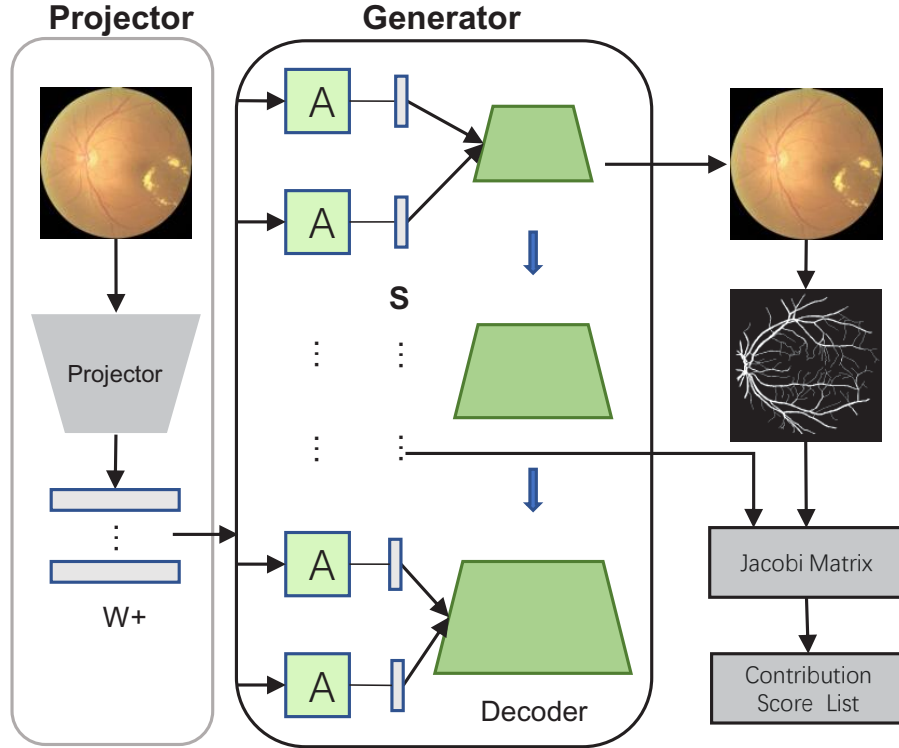 Projector
Generator
A
A
S
Projector
A
W+
A
Decoder
Jacobi Matrix
Contribution
Score List